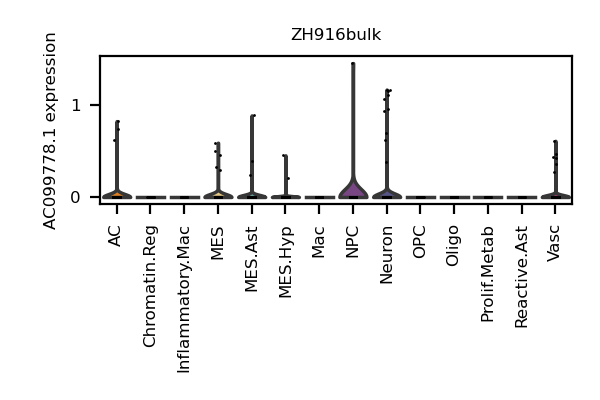 ZH916bulk
AC099778.1 expression
1
0
AC
Chromatin.Reg
Inflammatory.Mac
MES
MES.Ast
MES.Hyp
Mac
NPC
Neuron
OPC
Oligo
Prolif.Metab
Reactive.Ast
Vasc